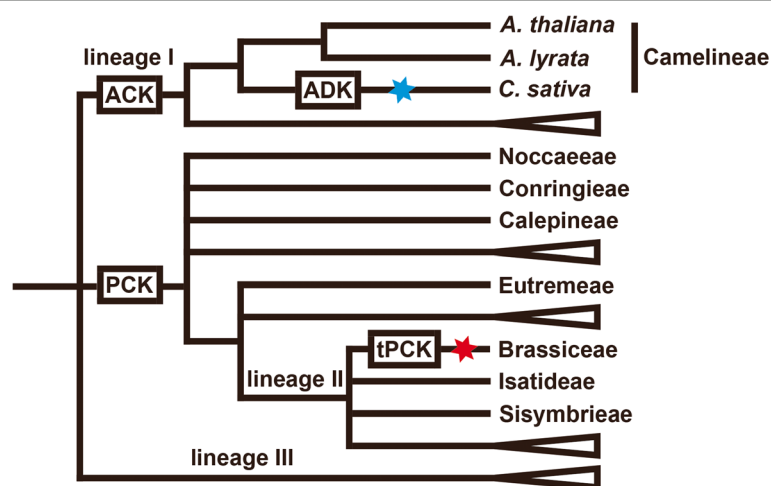 A. thaliana
lineage I
A. lyrata
Camelineae
ACK
ADK
C. sativa
Noccaeeae
Conringieae
Calepineae
PCK
Eutremeae
tPCK
Brassiceae
lineage II
Isatideae
Sisymbrieae
lineage III